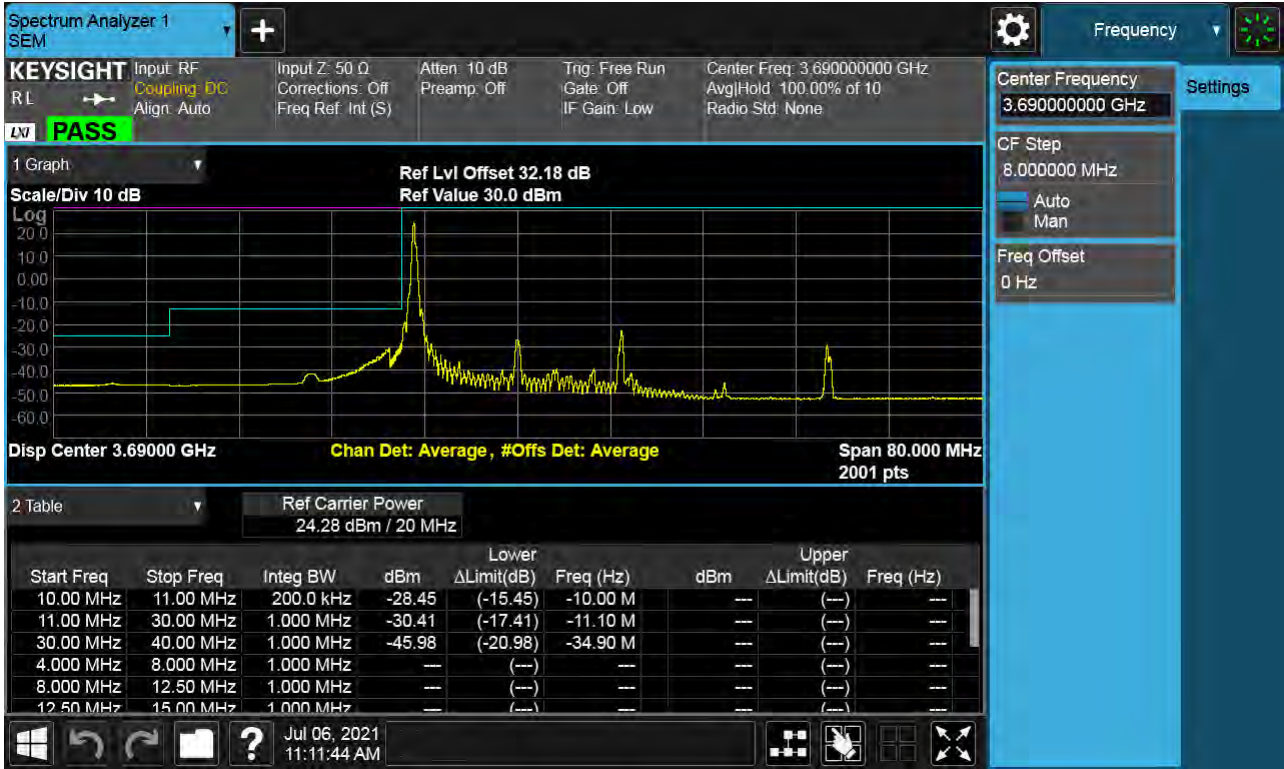 Spectrum Analyzer 1
SEM
Frequency
KEYSIGHT
Input: RF
Coupling: DC
Align: Auto
Input Z: 50 Ω
Corrections: Off
Freq Ref: Int (S)
Atten: 10 dB
Preamp: Off
Trig: Free Run
Gate: Off
IF Gain: Low
Center Freq: 3.690000000 GHz
Avg|Hold: 100.00% of 10
Radio Std: None
R L
LXI
PASS
Center Frequency
3.690000000 GHz
Settings
CF Step
8.000000 MHz
Auto
Man
Freq Offset
0 Hz
1 Graph
Scale/Div 10 dB
Ref Lvl Offset 32.18 dB
Ref Value 30.0 dBm
Log
20.0
10.0
0.00
-10.0
-20.0
-30.0
-40.0
-50.0
-60.0
Disp Center 3.69000 GHz
Chan Det: Average , #Offs Det: Average
Span 80.000 MHz
2001 pts
2 Table
Ref Carrier Power
24.28 dBm / 20 MHz
Lower Upper
Start Freq Stop Freq Integ BW dBm ΔLimit(dB) Freq (Hz) dBm ΔLimit(dB) Freq (Hz)
10.00 MHz 11.00 MHz 200.0 kHz -28.45 (-15.45) -10.00 M --- (---) ---
11.00 MHz 30.00 MHz 1.000 MHz -30.41 (-17.41) -11.10 M --- (---) ---
30.00 MHz 40.00 MHz 1.000 MHz -45.98 (-20.98) -34.90 M --- (---) ---
4.000 MHz 8.000 MHz 1.000 MHz --- (---) --- --- (---) ---
8.000 MHz 12.50 MHz 1.000 MHz --- (---) --- --- (---) ---
12.50 MHz 15.00 MHz 1.000 MHz --- (---) --- --- (---) ---
?
Jul 06, 2021
11:11:44 AM